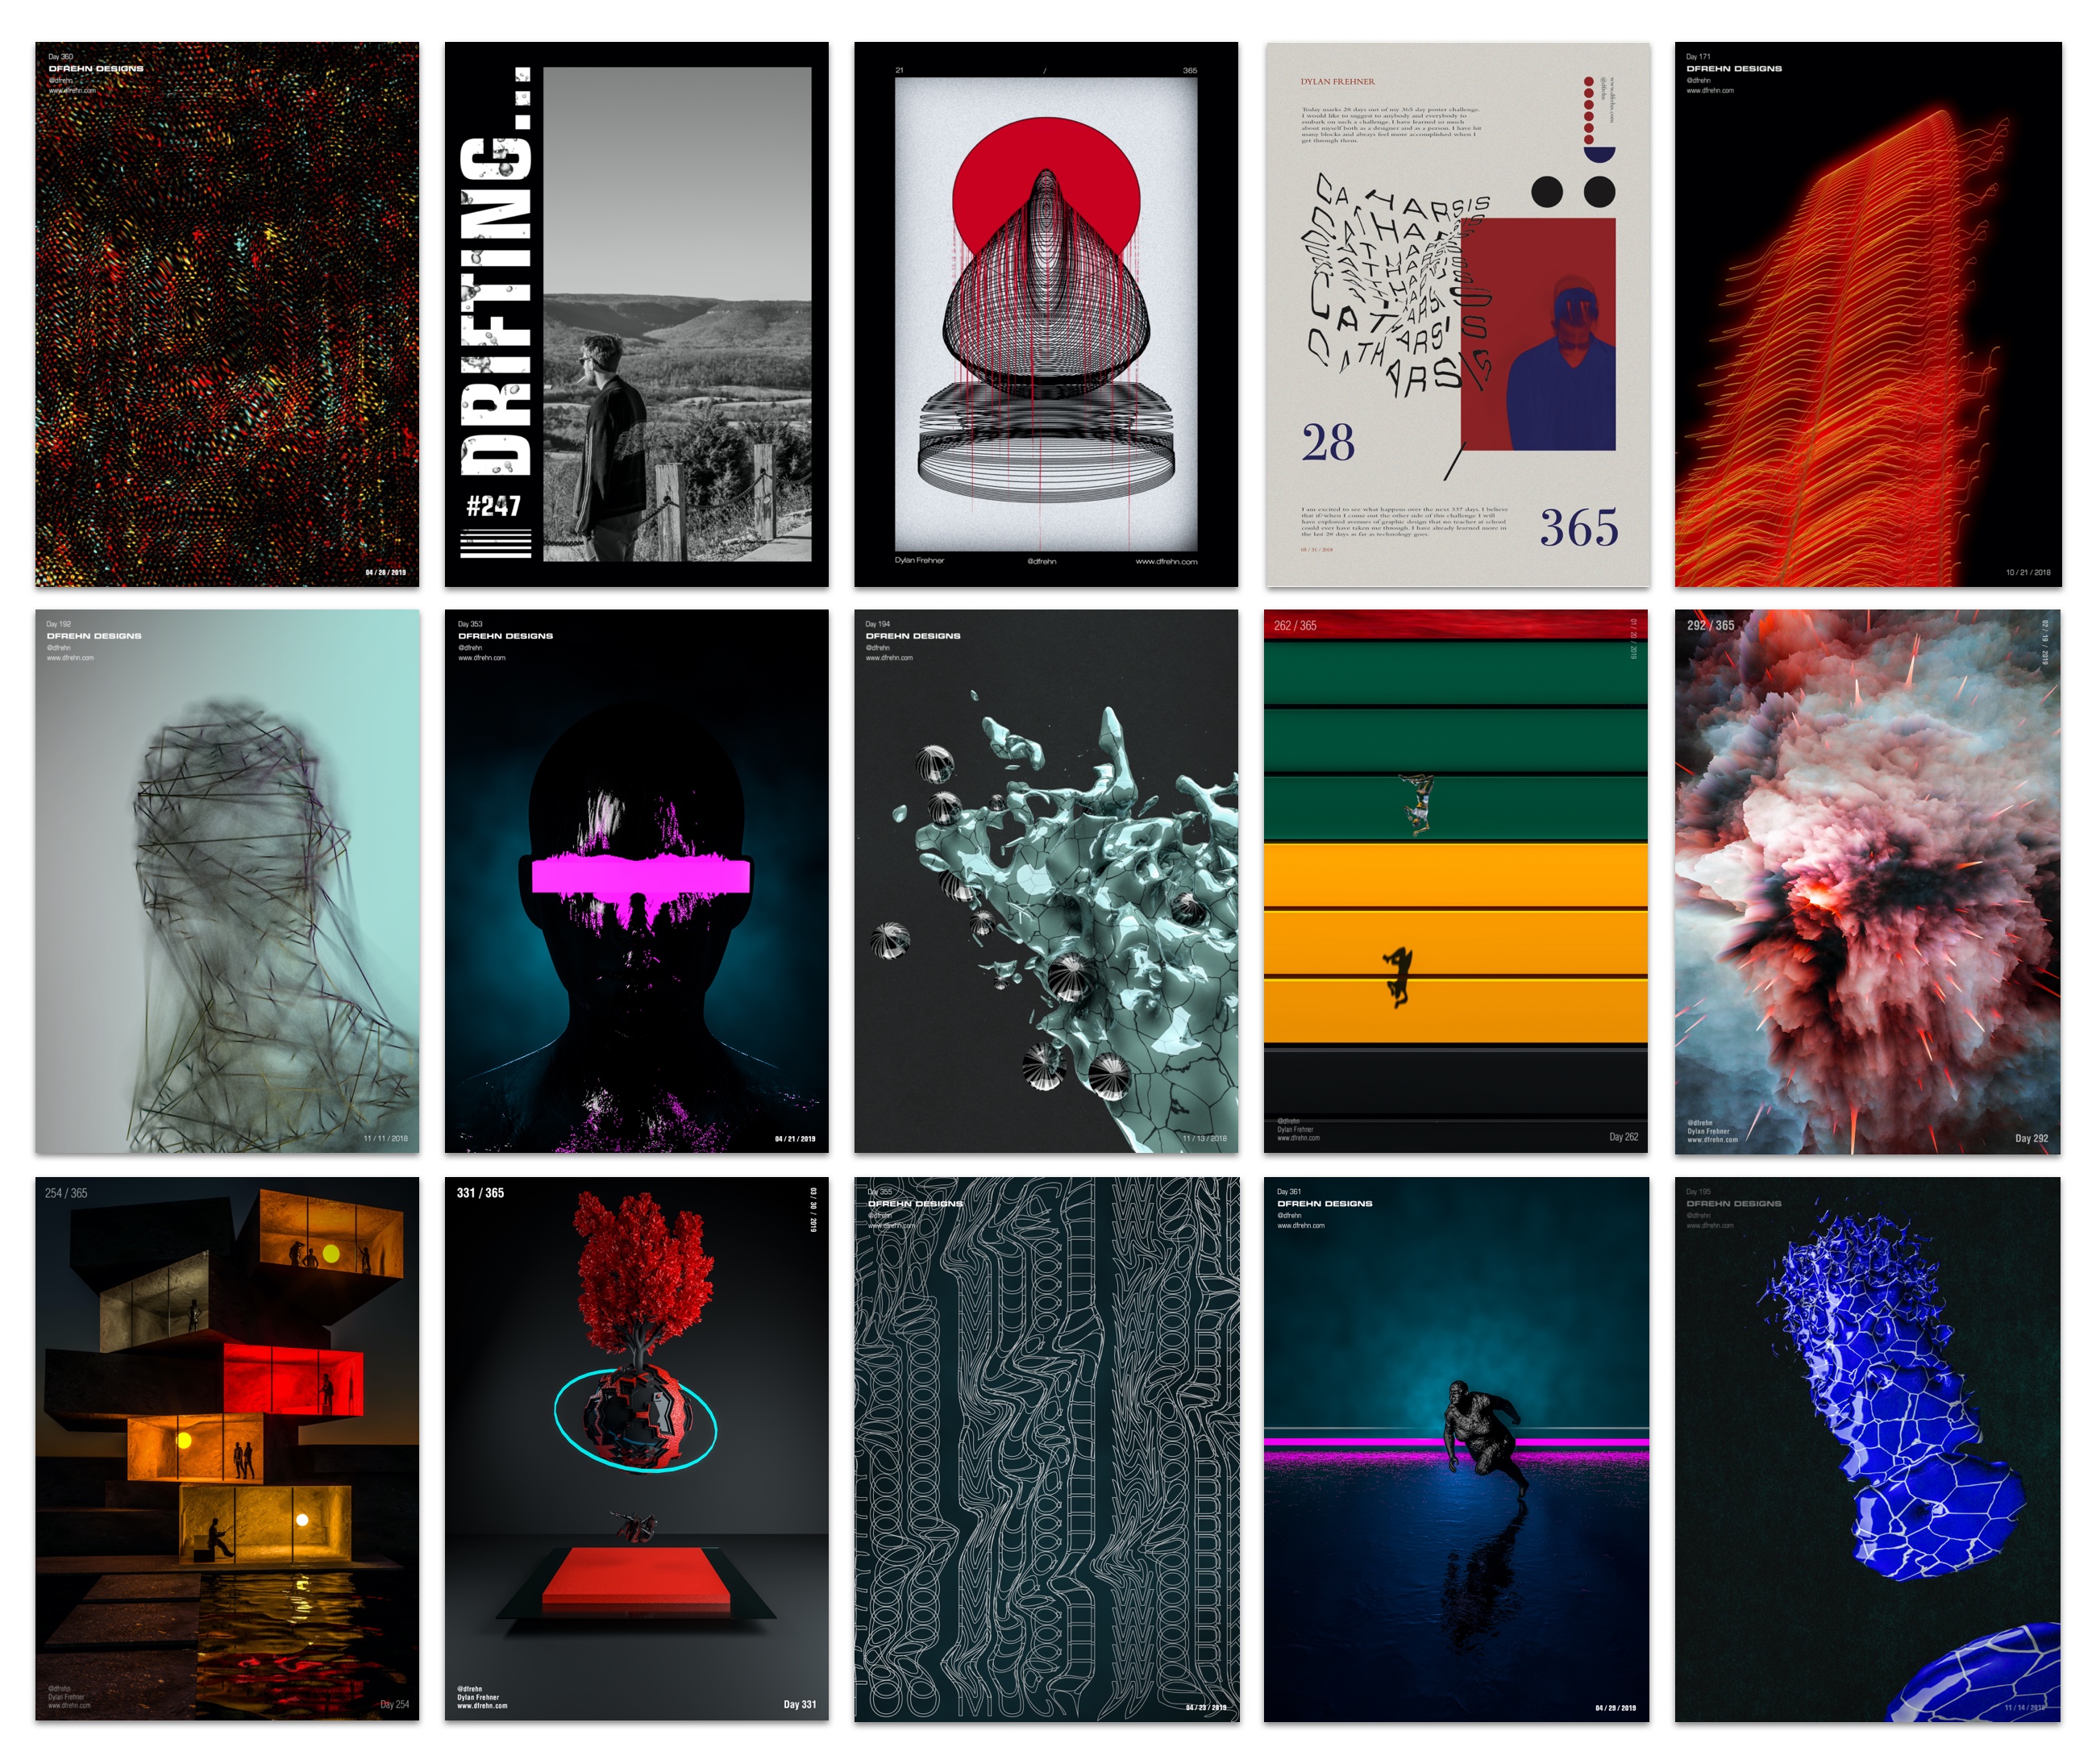 Day 360
DFREHN DESIGNS
@dfrehn
www.dfrehn.com
04 / 28 / 2019
DRIFTING...
#247
21 / 365
Dylan Frehner @dfrehn www.dfrehn.com
DYLAN FREHNER
www.dfrehn.com
@dfrehn
Today marks 28 days out of my 365 day poster challenge.
I would like to suggest to anybody and everybody to
embark on such a challenge. I have learned so much
about myself both as a designer and as a person. I have hit
many blocks and always feel more accomplished when I
get through them.
CATHARSIS
28
365
I am excited to see what happens over the next 337 days. I believe
that if/when I come out the other side of this challenge I will
have explored avenues of graphic design that no teacher at school
could ever have taken me through. I have already learned more in
the last 28 days as far as technology goes.
05 / 31 / 2018
Day 171
DFREHN DESIGNS
@dfrehn
www.dfrehn.com
10 / 21 / 2018
Day 192
DFREHN DESIGNS
@dfrehn
www.dfrehn.com
11 / 11 / 2018
Day 353
DFREHN DESIGNS
@dfrehn
www.dfrehn.com
04 / 21 / 2019
Day 194
DFREHN DESIGNS
@dfrehn
www.dfrehn.com
11 / 13 / 2018
262 / 365
01 / 20 / 2019
@dfrehn
Dylan Frehner
www.dfrehn.com
Day 262
292 / 365
02 / 19 / 2019
@dfrehn
Dylan Frehner
www.dfrehn.com
Day 292
254 / 365
@dfrehn
Dylan Frehner
www.dfrehn.com
Day 254
331 / 365
03 / 30 / 2019
@dfrehn
Dylan Frehner
www.dfrehn.com
Day 331
Day 355
DFREHN DESIGNS
@dfrehn
www.dfrehn.com
04 / 23 / 2019
Day 361
DFREHN DESIGNS
@dfrehn
www.dfrehn.com
04 / 29 / 2019
Day 195
DFREHN DESIGNS
@dfrehn
www.dfrehn.com
11 / 14 / 2018